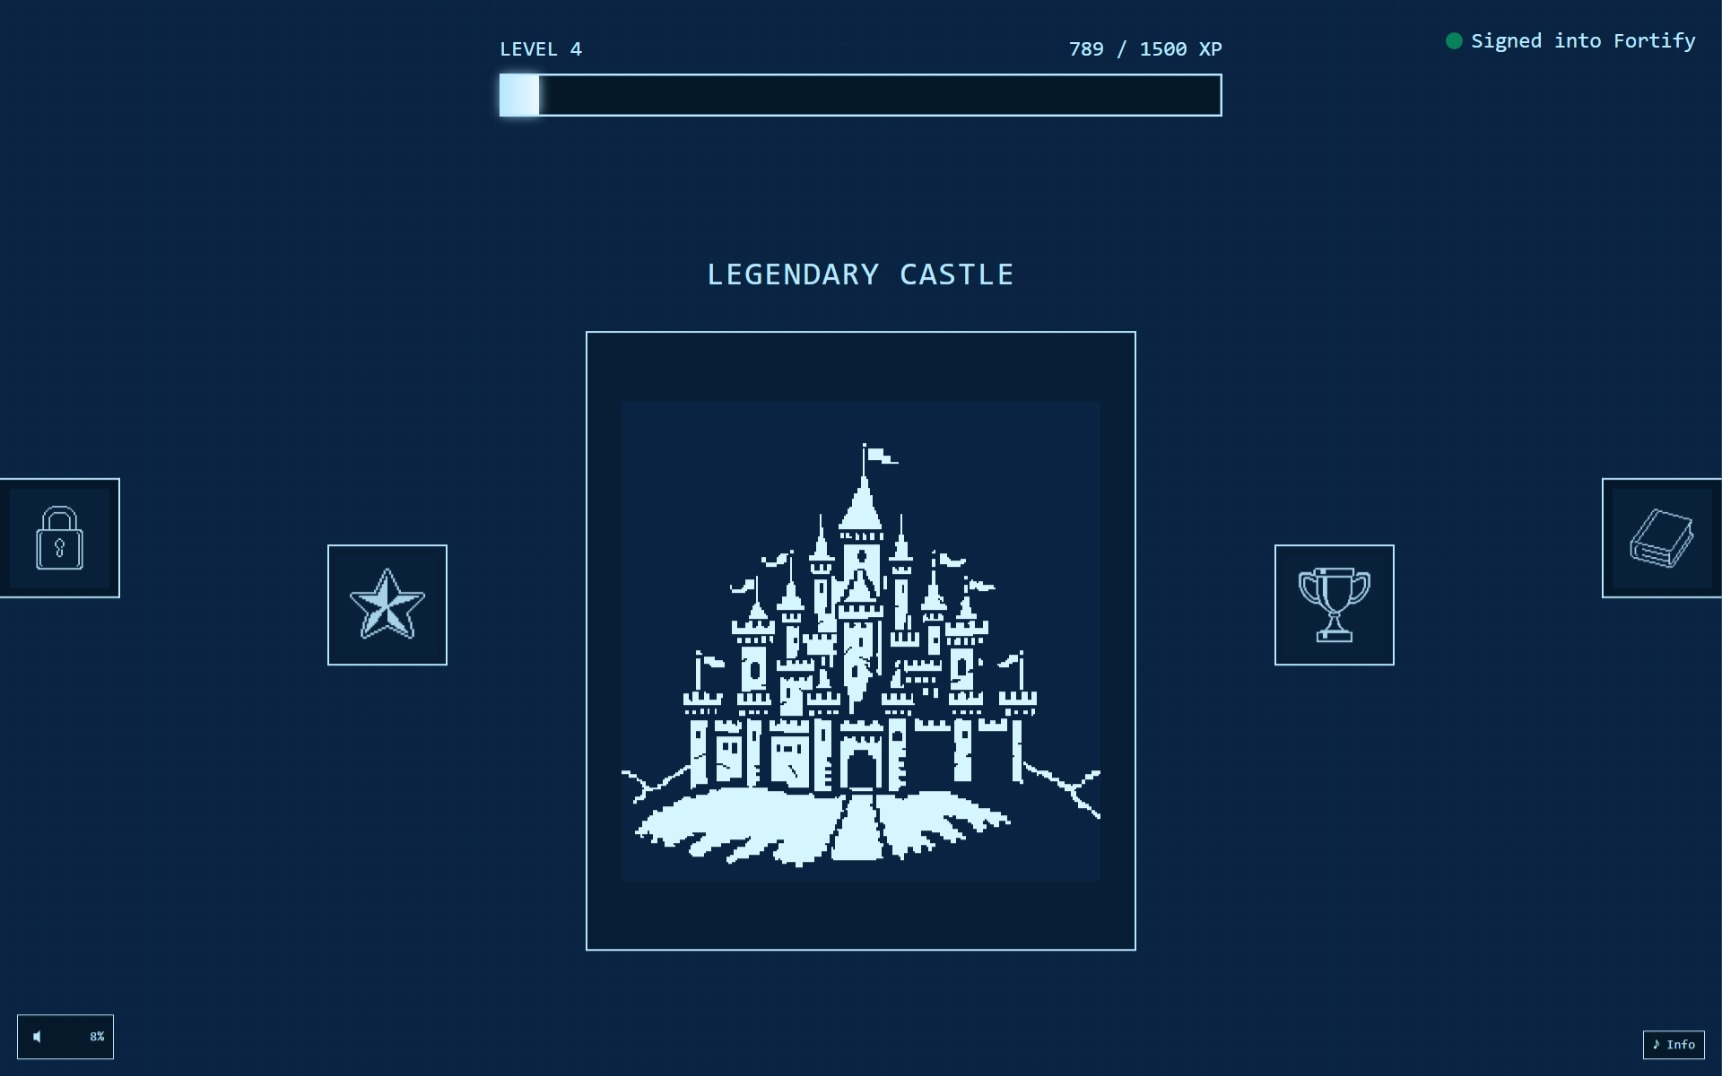 LEVEL 4
789 / 1500 XP
Signed into Fortify
LEGENDARY CASTLE
8%
♪ Info